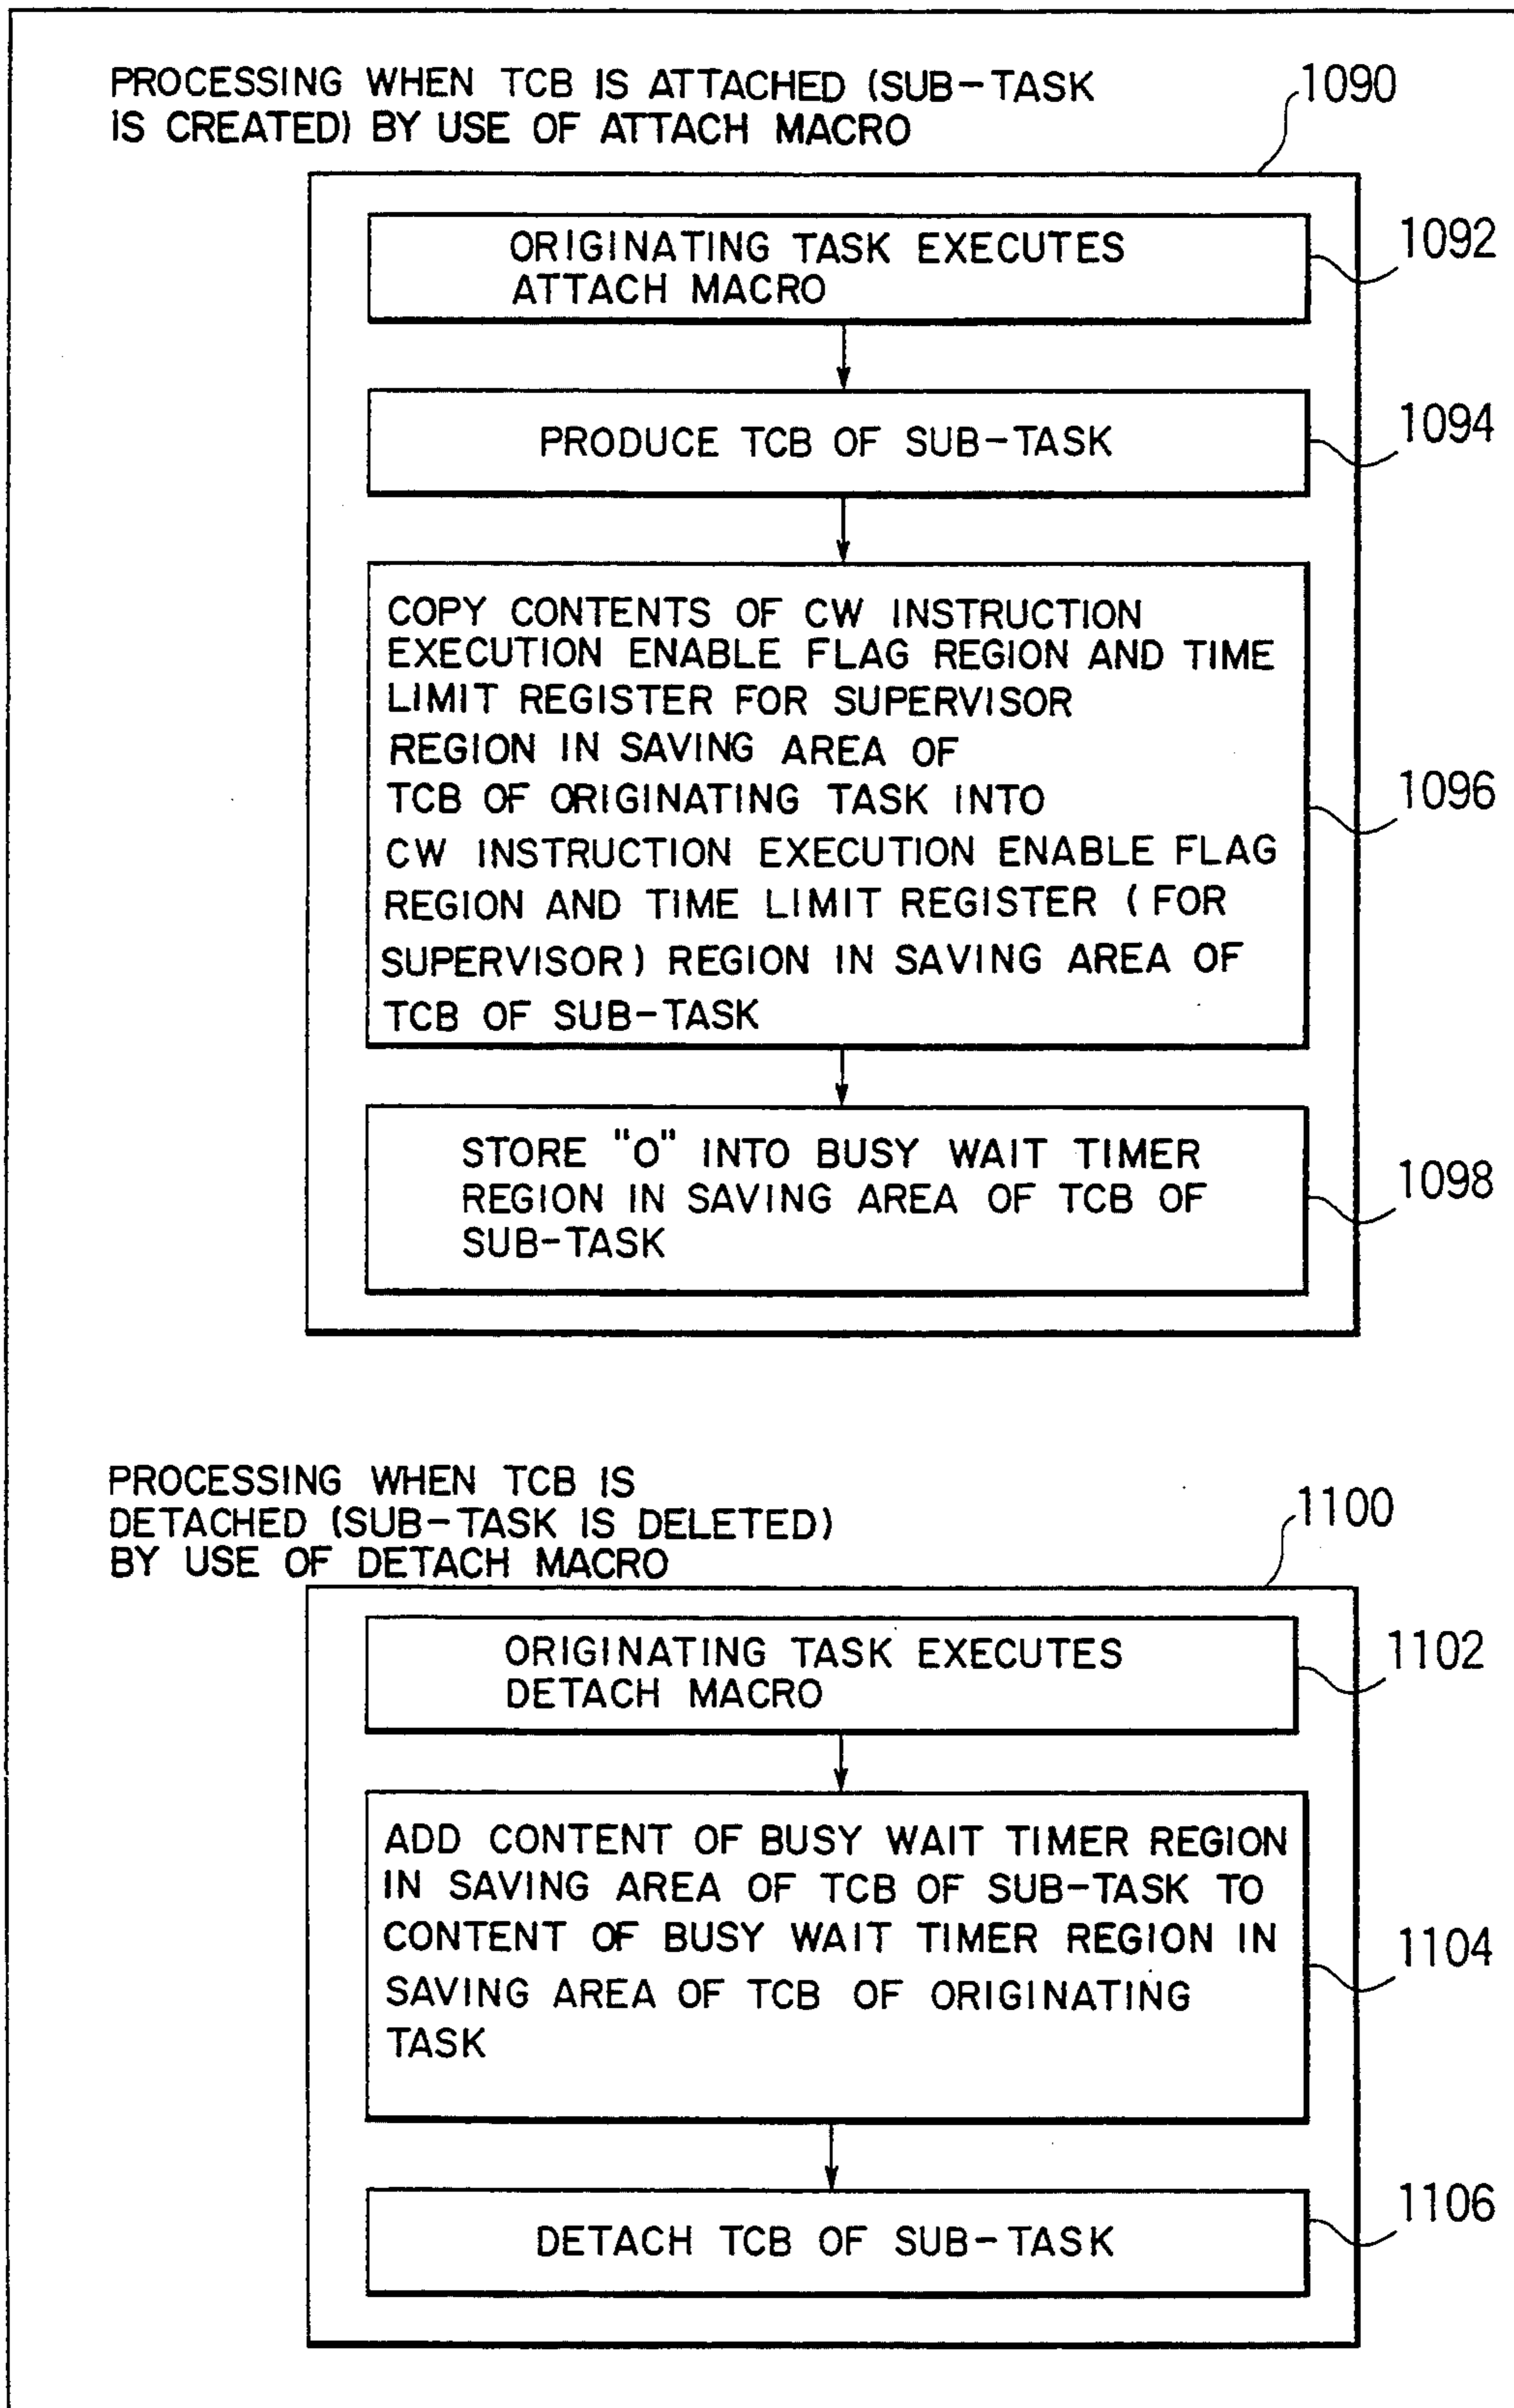 PROCESSING WHEN TCB IS ATTACHED (SUB-TASK
IS CREATED) BY USE OF ATTACH MACRO
1090
ORIGINATING TASK EXECUTES
ATTACH MACRO
1092
PRODUCE TCB OF SUB-TASK
1094
COPY CONTENTS OF CW INSTRUCTION
EXECUTION ENABLE FLAG REGION AND TIME
LIMIT REGISTER FOR SUPERVISOR
REGION IN SAVING AREA OF
TCB OF ORIGINATING TASK INTO
CW INSTRUCTION EXECUTION ENABLE FLAG
REGION AND TIME LIMIT REGISTER (FOR
SUPERVISOR) REGION IN SAVING AREA OF
TCB OF SUB-TASK
1096
STORE "0" INTO BUSY WAIT TIMER
REGION IN SAVING AREA OF TCB OF
SUB-TASK
1098
PROCESSING WHEN TCB IS
DETACHED (SUB-TASK IS DELETED)
BY USE OF DETACH MACRO
1100
ORIGINATING TASK EXECUTES
DETACH MACRO
1102
ADD CONTENT OF BUSY WAIT TIMER REGION
IN SAVING AREA OF TCB OF SUB-TASK TO
CONTENT OF BUSY WAIT TIMER REGION IN
SAVING AREA OF TCB OF ORIGINATING
TASK
1104
DETACH TCB OF SUB-TASK
1106